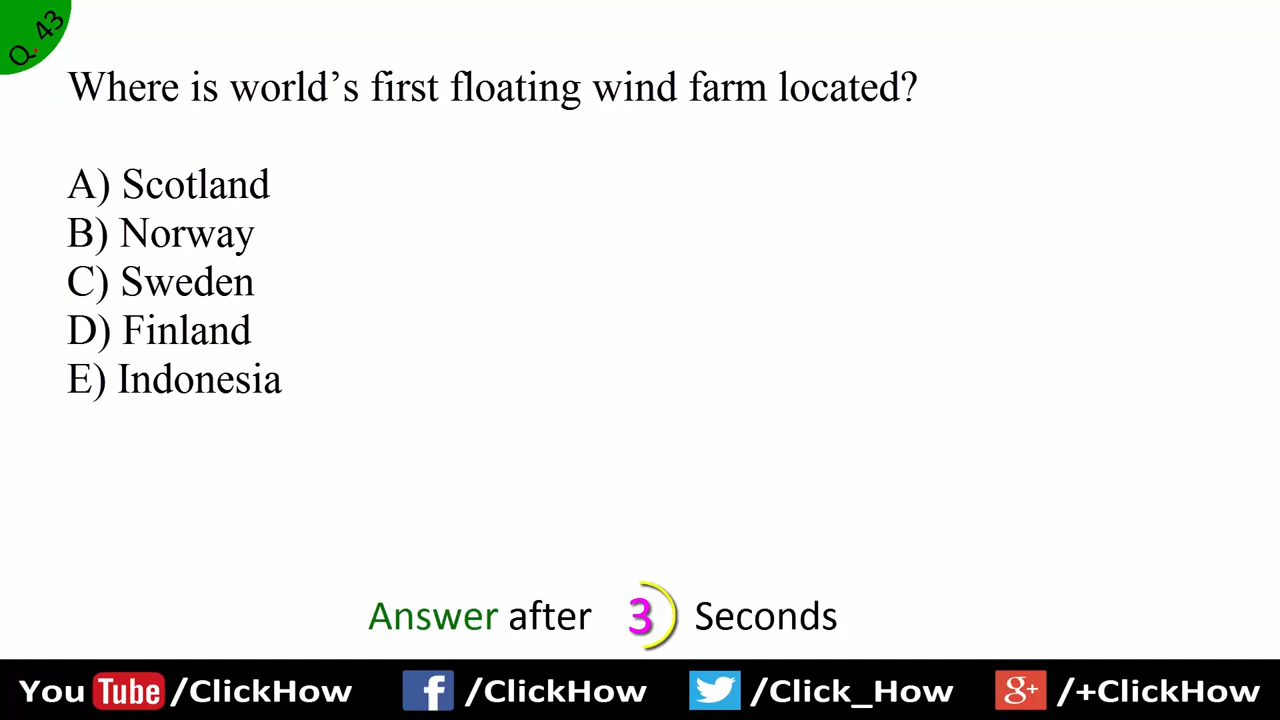 Q. 43
Where is world’s first floating wind farm located?
A) Scotland
B) Norway
C) Sweden
D) Finland
E) Indonesia
Answer after 3 Seconds
You Tube /ClickHow f /ClickHow /Click_How g+ /+ClickHow